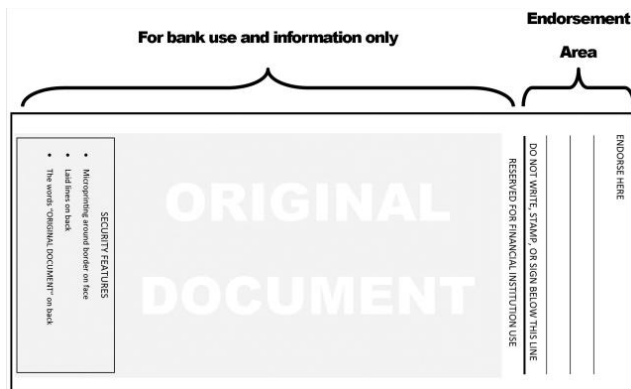 For bank use and information only
Endorsement
Area
ENDORSE HERE
DO NOT WRITE, STAMP, OR SIGN BELOW THIS LINE
RESERVED FOR FINANCIAL INSTITUTION USE
ORIGINAL
DOCUMENT
SECURITY FEATURES
• Microprinting around border on face
• Laid lines on back
• The words "ORIGINAL DOCUMENT" on back